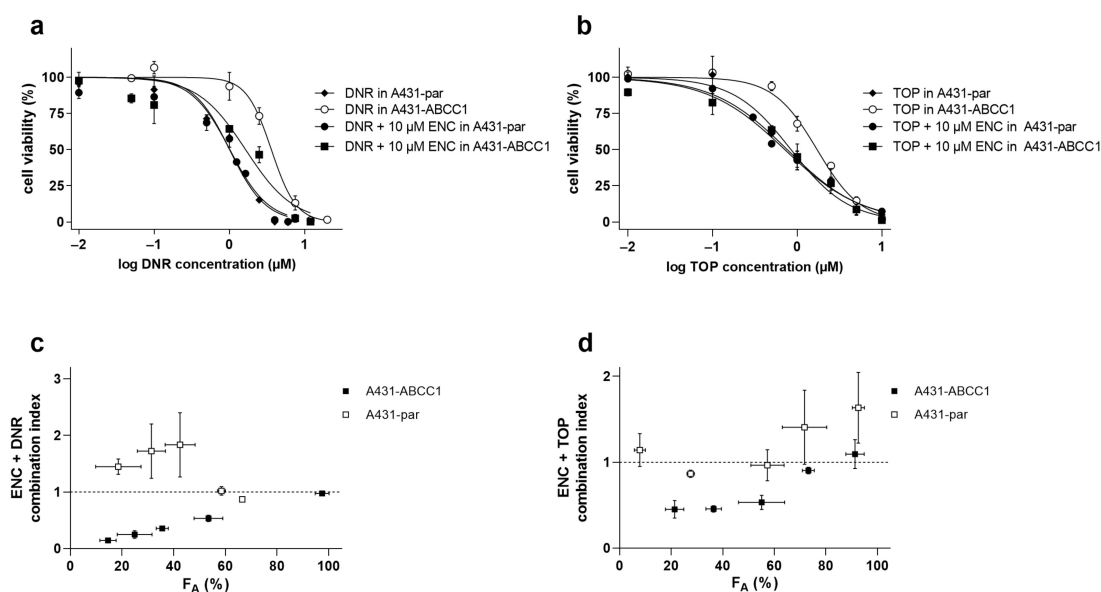 a
100
75
50
25
0
cell viability (%)
–2
–1
0
1
log DNR concentration (µM)
DNR in A431-par
DNR in A431-ABCC1
DNR + 10 µM ENC in A431-par
DNR + 10 µM ENC in A431-ABCC1
b
100
75
50
25
0
cell viability (%)
–2
–1
0
1
log TOP concentration (µM)
TOP in A431-par
TOP in A431-ABCC1
TOP + 10 µM ENC in A431-par
TOP + 10 µM ENC in A431-ABCC1
c
3
2
1
0
ENC + DNR
combination index
0
20
40
60
80
100
FA (%)
A431-ABCC1
A431-par
d
2
1
0
ENC + TOP
combination index
0
20
40
60
80
100
FA (%)
A431-ABCC1
A431-par